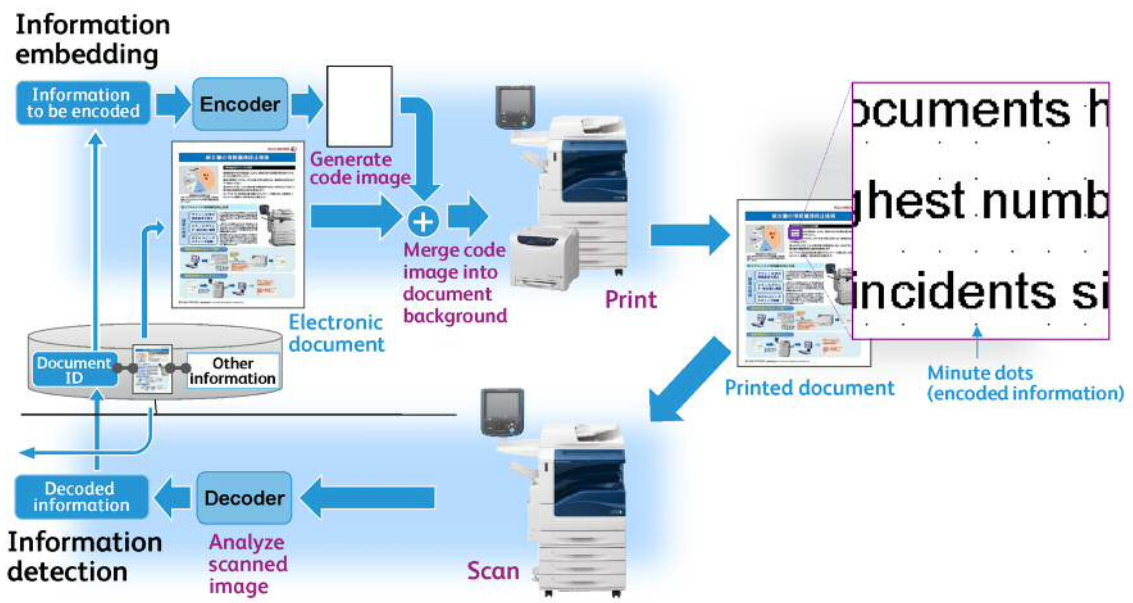 Information
embedding
Information
to be encoded
Encoder
Generate
code image
Merge code
image into
document
background
Print
Electronic
document
Document
ID
Other
information
ocuments h
ghest numb
incidents si
Minute dots
(encoded information)
Printed document
Decoded
information
Decoder
Analyze
scanned
image
Scan
Information
detection